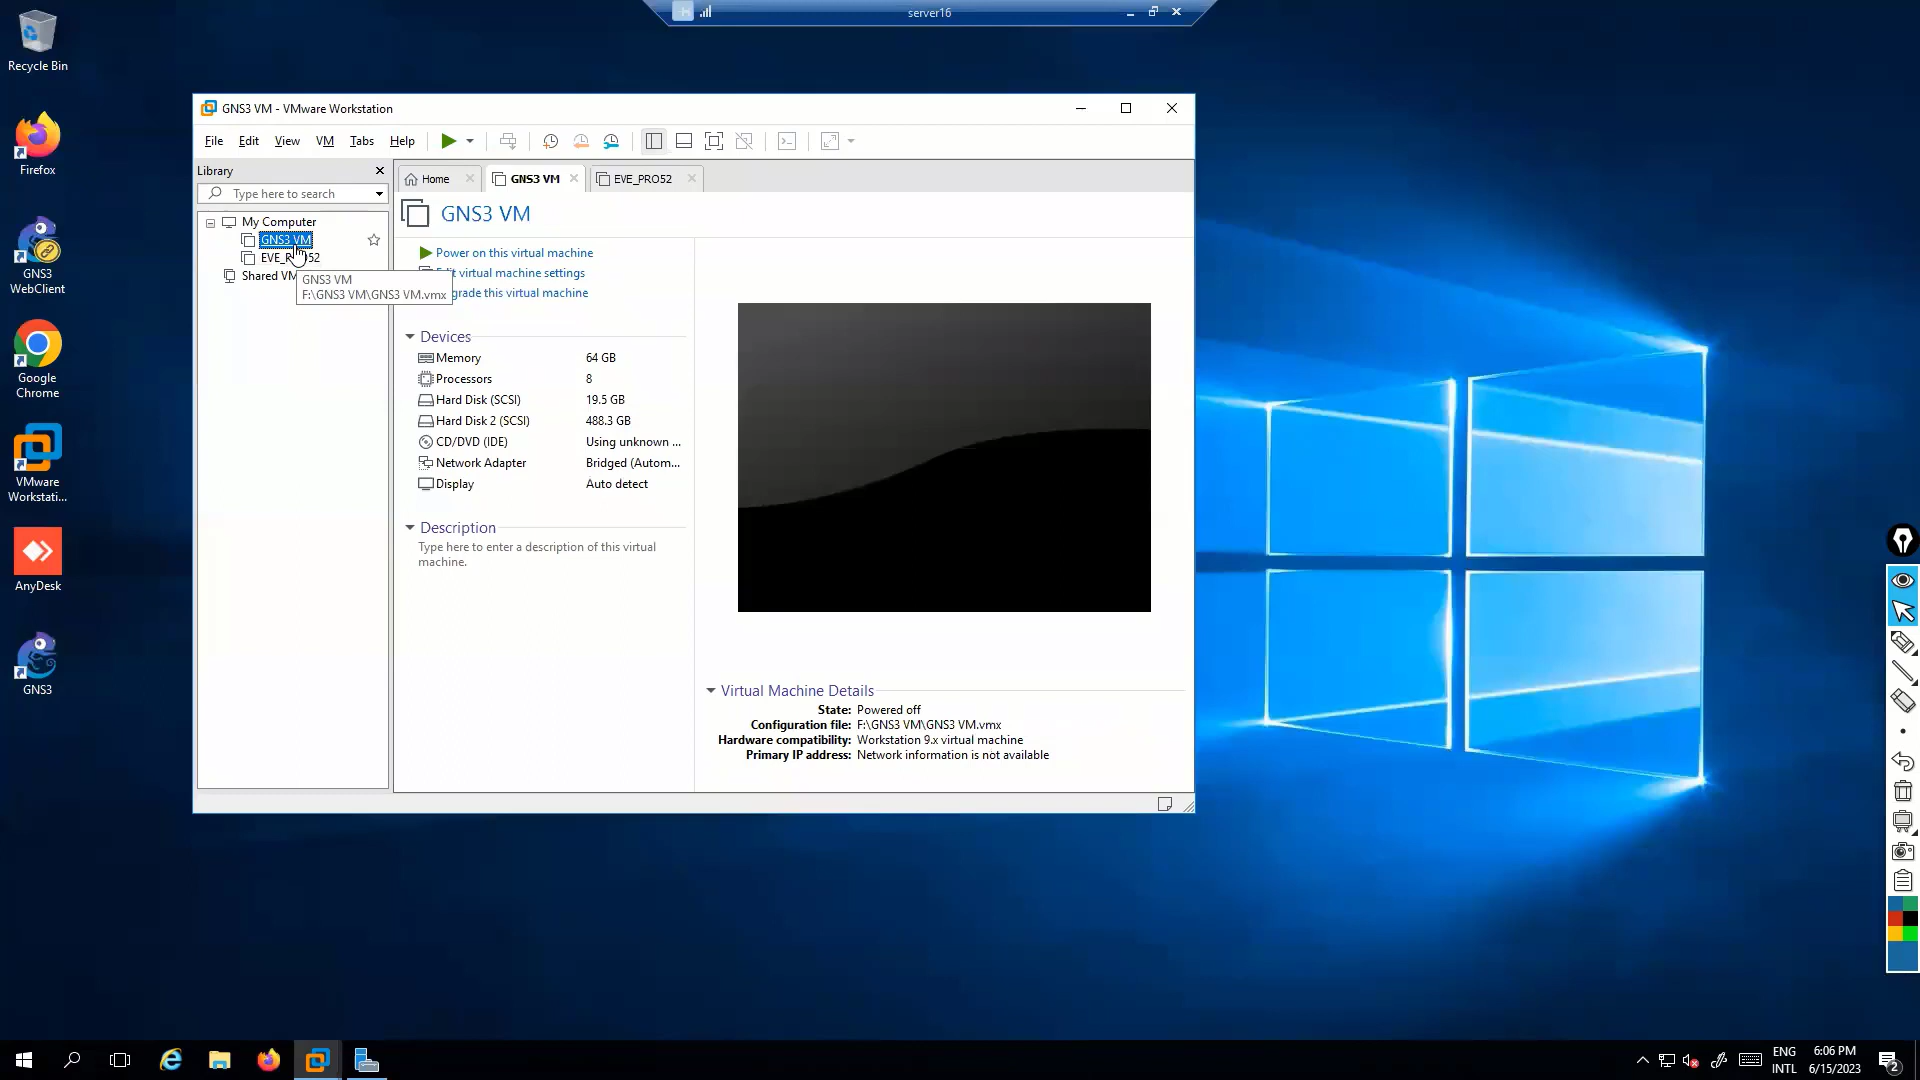 server16
Recycle Bin
Firefox
GNS3
WebClient
Google
Chrome
VMware
Workstati...
AnyDesk
GNS3
GNS3 VM - VMware Workstation
File Edit View VM Tabs Help
Library
Type here to search
My Computer
GNS3 VM
EVE_P 52
Shared VM
GNS3 VM
F:\GNS3 VM\GNS3 VM.vmx
Home
GNS3 VM
EVE_PRO52
GNS3 VM
Power on this virtual machine
it virtual machine settings
grade this virtual machine
Devices
Memory 64 GB
Processors 8
Hard Disk (SCSI) 19.5 GB
Hard Disk 2 (SCSI) 488.3 GB
CD/DVD (IDE) Using unknown ...
Network Adapter Bridged (Autom...
Display Auto detect
Description
Type here to enter a description of this virtual
machine.
Virtual Machine Details
State: Powered off
Configuration file: F:\GNS3 VM\GNS3 VM.vmx
Hardware compatibility: Workstation 9.x virtual machine
Primary IP address: Network information is not available
ENG
INTL
6:06 PM
6/15/2023
2